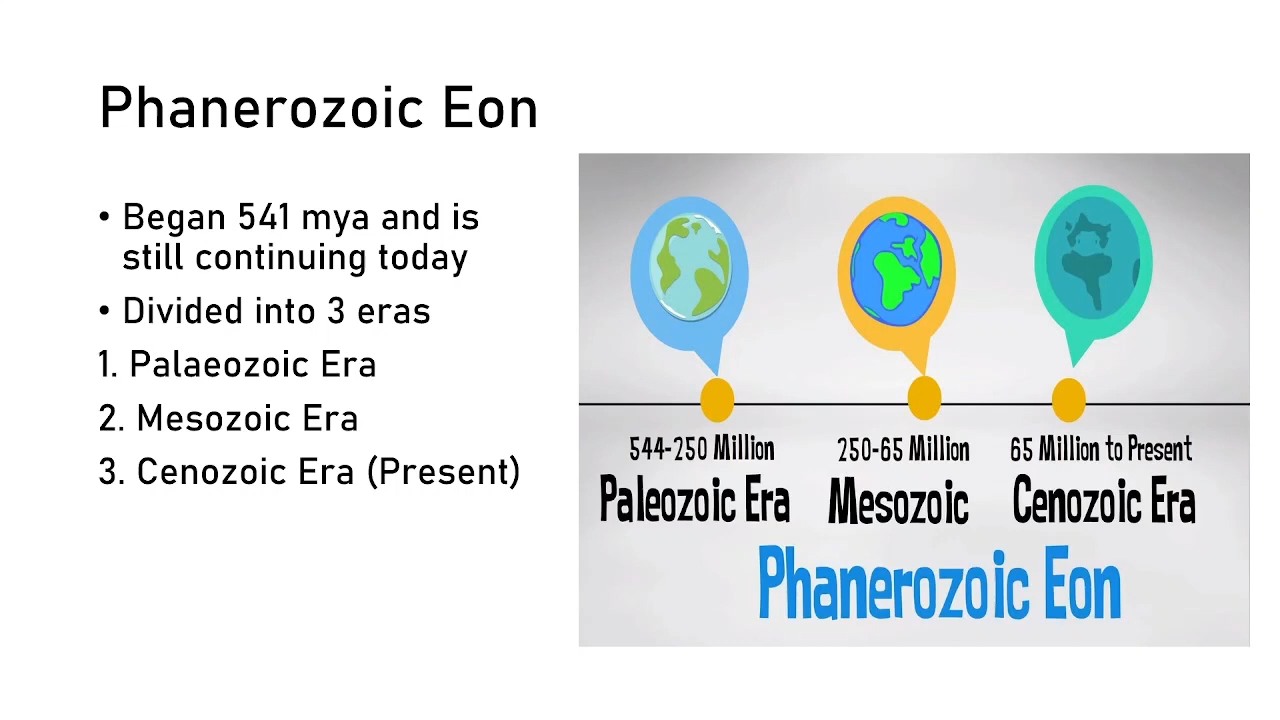 Phanerozoic Eon
• Began 541 mya and is
still continuing today
• Divided into 3 eras
1. Palaeozoic Era
2. Mesozoic Era
3. Cenozoic Era (Present)
544-250 Million
Paleozoic Era
250-65 Million
Mesozoic
65 Million to Present
Cenozoic Era
Phanerozoic Eon